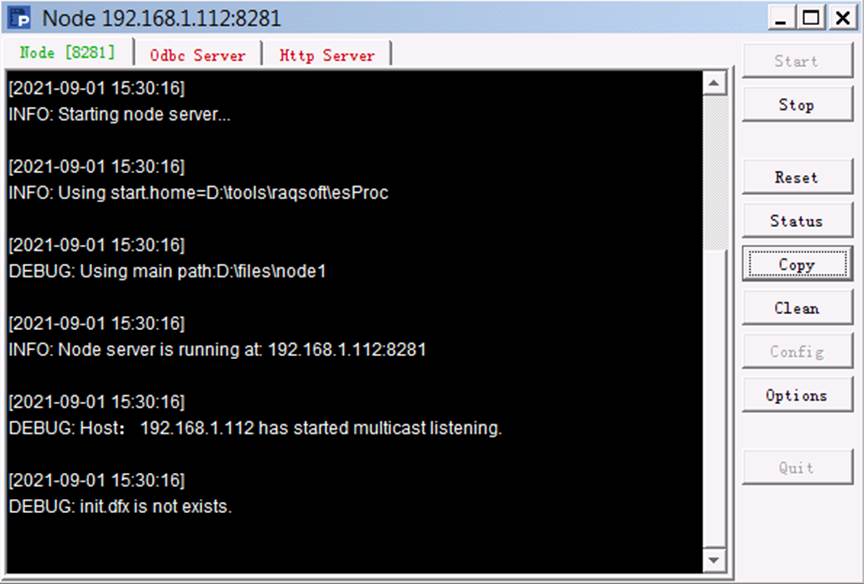 Node 192.168.1.112:8281
Node [8281] Odbc Server Http Server
[2021-09-01 15:30:16]
INFO: Starting node server...
[2021-09-01 15:30:16]
INFO: Using start.home=D:\tools\raqsoft\esProc
[2021-09-01 15:30:16]
DEBUG: Using main path:D:\files\node1
[2021-09-01 15:30:16]
INFO: Node server is running at: 192.168.1.112:8281
[2021-09-01 15:30:16]
DEBUG: Host： 192.168.1.112 has started multicast listening.
[2021-09-01 15:30:16]
DEBUG: init.dfx is not exists.
Start
Stop
Reset
Status
Copy
Clean
Config
Options
Quit